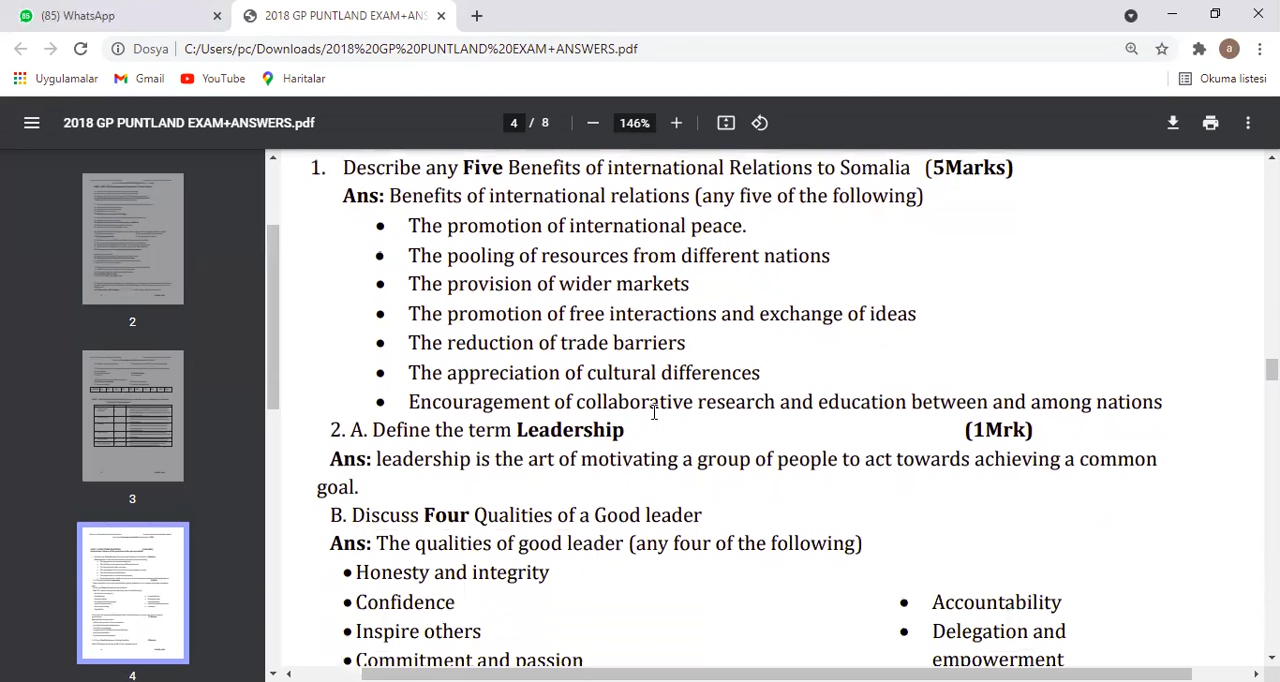 (85) WhatsApp
2018 GP PUNTLAND EXAM+ANS
Dosya
C:/Users/pc/Downloads/2018%20GP%20PUNTLAND%20EXAM+ANSWERS.pdf
a
Uygulamalar
Gmail
YouTube
Haritalar
Okuma listesi
2018 GP PUNTLAND EXAM+ANSWERS.pdf
4 / 8
146%
2
3
4
1. Describe any Five Benefits of international Relations to Somalia (5Marks)
Ans: Benefits of international relations (any five of the following)
• The promotion of international peace.
• The pooling of resources from different nations
• The provision of wider markets
• The promotion of free interactions and exchange of ideas
• The reduction of trade barriers
• The appreciation of cultural differences
• Encouragement of collaborative research and education between and among nations
2. A. Define the term Leadership (1Mrk)
Ans: leadership is the art of motivating a group of people to act towards achieving a common
goal.
B. Discuss Four Qualities of a Good leader
Ans: The qualities of good leader (any four of the following)
• Honesty and integrity
• Confidence
• Inspire others
• Commitment and passion
• Accountability
• Delegation and
empowerment